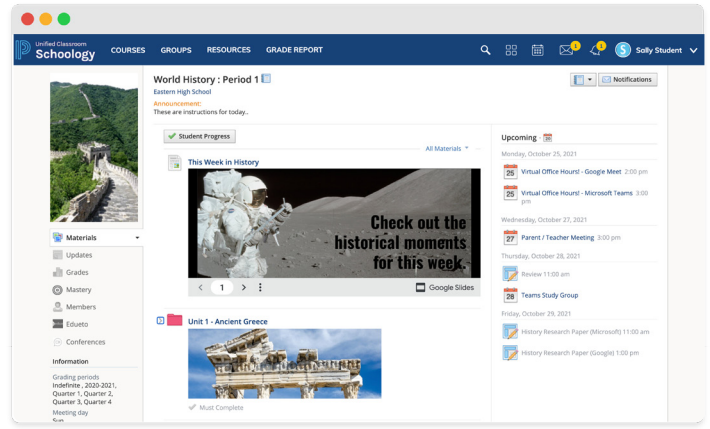 Unified Classroom
Schoology
COURSES GROUPS RESOURCES GRADE REPORT
1
4
S Sally Student
World History : Period 1
Eastern High School
Announcement:
These are instructions for today..
Notifications
Student Progress
All Materials
This Week in History
Check out the
historical moments
for this week.
1
Google Slides
Unit 1 - Ancient Greece
Must Complete
Materials
Updates
Grades
Mastery
Members
Edueto
Conferences
Information
Grading periods
Indefinite , 2020-2021,
Quarter 1, Quarter 2,
Quarter 3, Quarter 4
Meeting day
Sun
Upcoming ·
Monday, October 25, 2021
25 Virtual Office Hours! - Google Meet 2:00 pm
25 Virtual Office Hours! - Microsoft Teams 3:00
pm
Wednesday, October 27, 2021
27 Parent / Teacher Meeting 3:00 pm
Thursday, October 28, 2021
Review 11:00 am
28 Teams Study Group
Friday, October 29, 2021
History Research Paper (Microsoft) 11:00 am
History Research Paper (Google) 1:00 pm